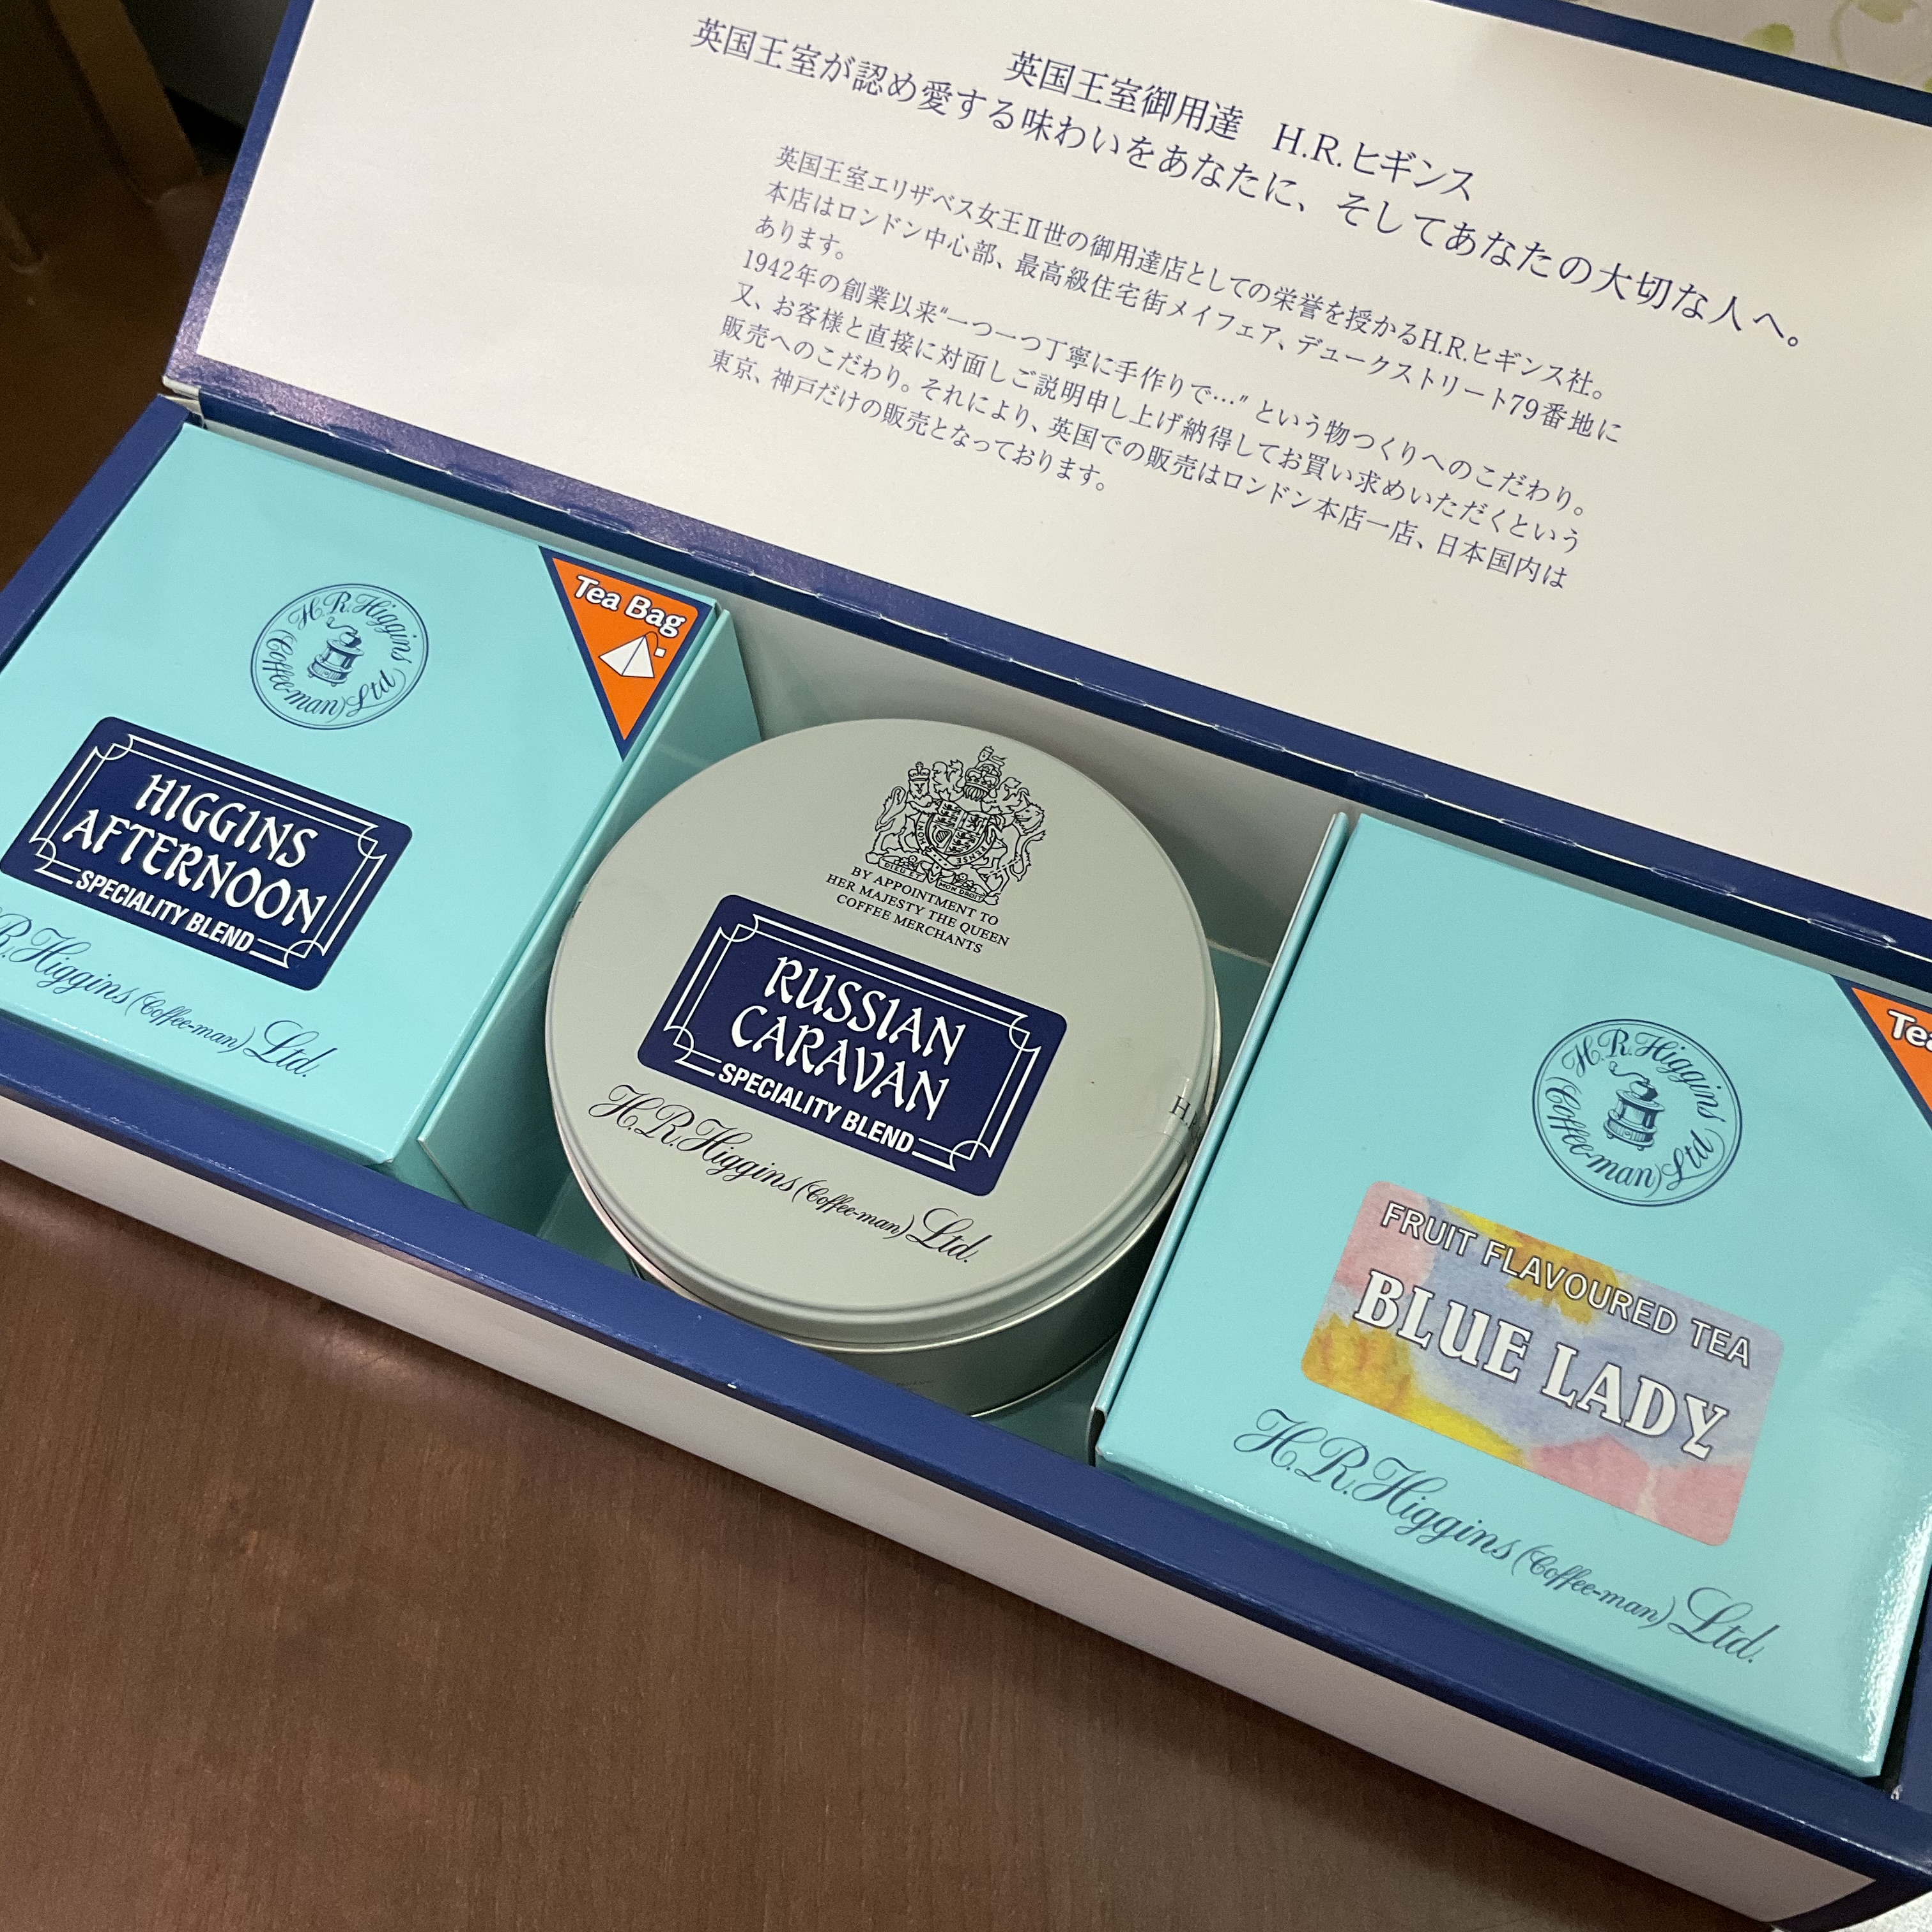 英国王室御用達 H.R.ヒギンス
英国王室が認め愛する味わいをあなたに、そしてあなたの大切な人へ。
英国王室エリザベス女王Ⅱ世の御用達店としての栄誉を授かるH.R.ヒギンス社。
本店はロンドン中心部、最高級住宅街メイフェア、デュークストリート79番地に
あります。
1942年の創業以来“一つ一つ丁寧に手作りで…” という物つくりへのこだわり。
又、お客様と直接に対面しご説明申し上げ納得してお買い求めいただくという
販売へのこだわり。それにより、英国での販売はロンドン本店一店、日本国内は
東京、神戸だけの販売となっております。
H.R.Higgins
(Coffee-man) Ltd
Tea Bag
HIGGINS
AFTERNOON
SPECIALITY BLEND
R.Higgins (Coffee-man) Ltd.
DIEU ET MON DROIT
BY APPOINTMENT TO
HER MAJESTY THE QUEEN
COFFEE MERCHANTS
RUSSIAN
CARAVAN
SPECIALITY BLEND
H.R.Higgins (Coffee-man) Ltd.
H.
H.R.Higgins
(Coffee-man) Ltd
Tea
FRUIT FLAVOURED TEA
BLUE LADY
H.R.Higgins (Coffee-man) Ltd.